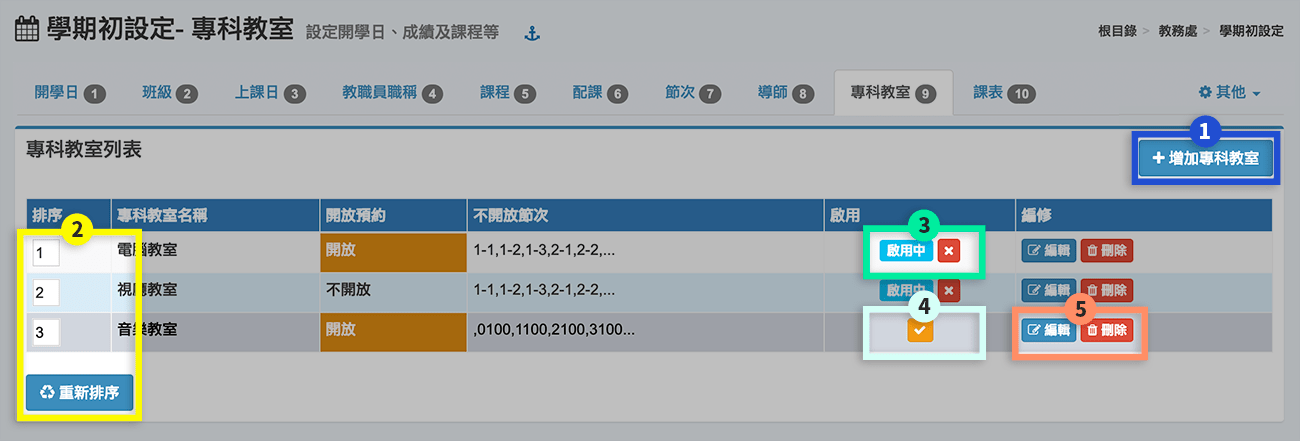 學期初設定- 專科教室 設定開學日、成績及課程等
根目錄 > 教務處 > 學期初設定
開學日 1 班級 2 上課日 3 教職員職稱 4 課程 5 配課 6 節次 7 導師 8 專科教室 9 課表 10 其他
專科教室列表
1
+ 增加專科教室
排序 專科教室名稱 開放預約 不開放節次 啟用 編修
2
3
1 電腦教室 開放 1-1,1-2,1-3,2-1,2-2,... 啟用中 編輯 刪除
2 視聽教室 不開放 1-1,1-2,1-3,2-1,2-2,... 啟用中 編輯 刪除
4
5
3 音樂教室 開放 ,0100,1100,2100,3100... 編輯 刪除
重新排序